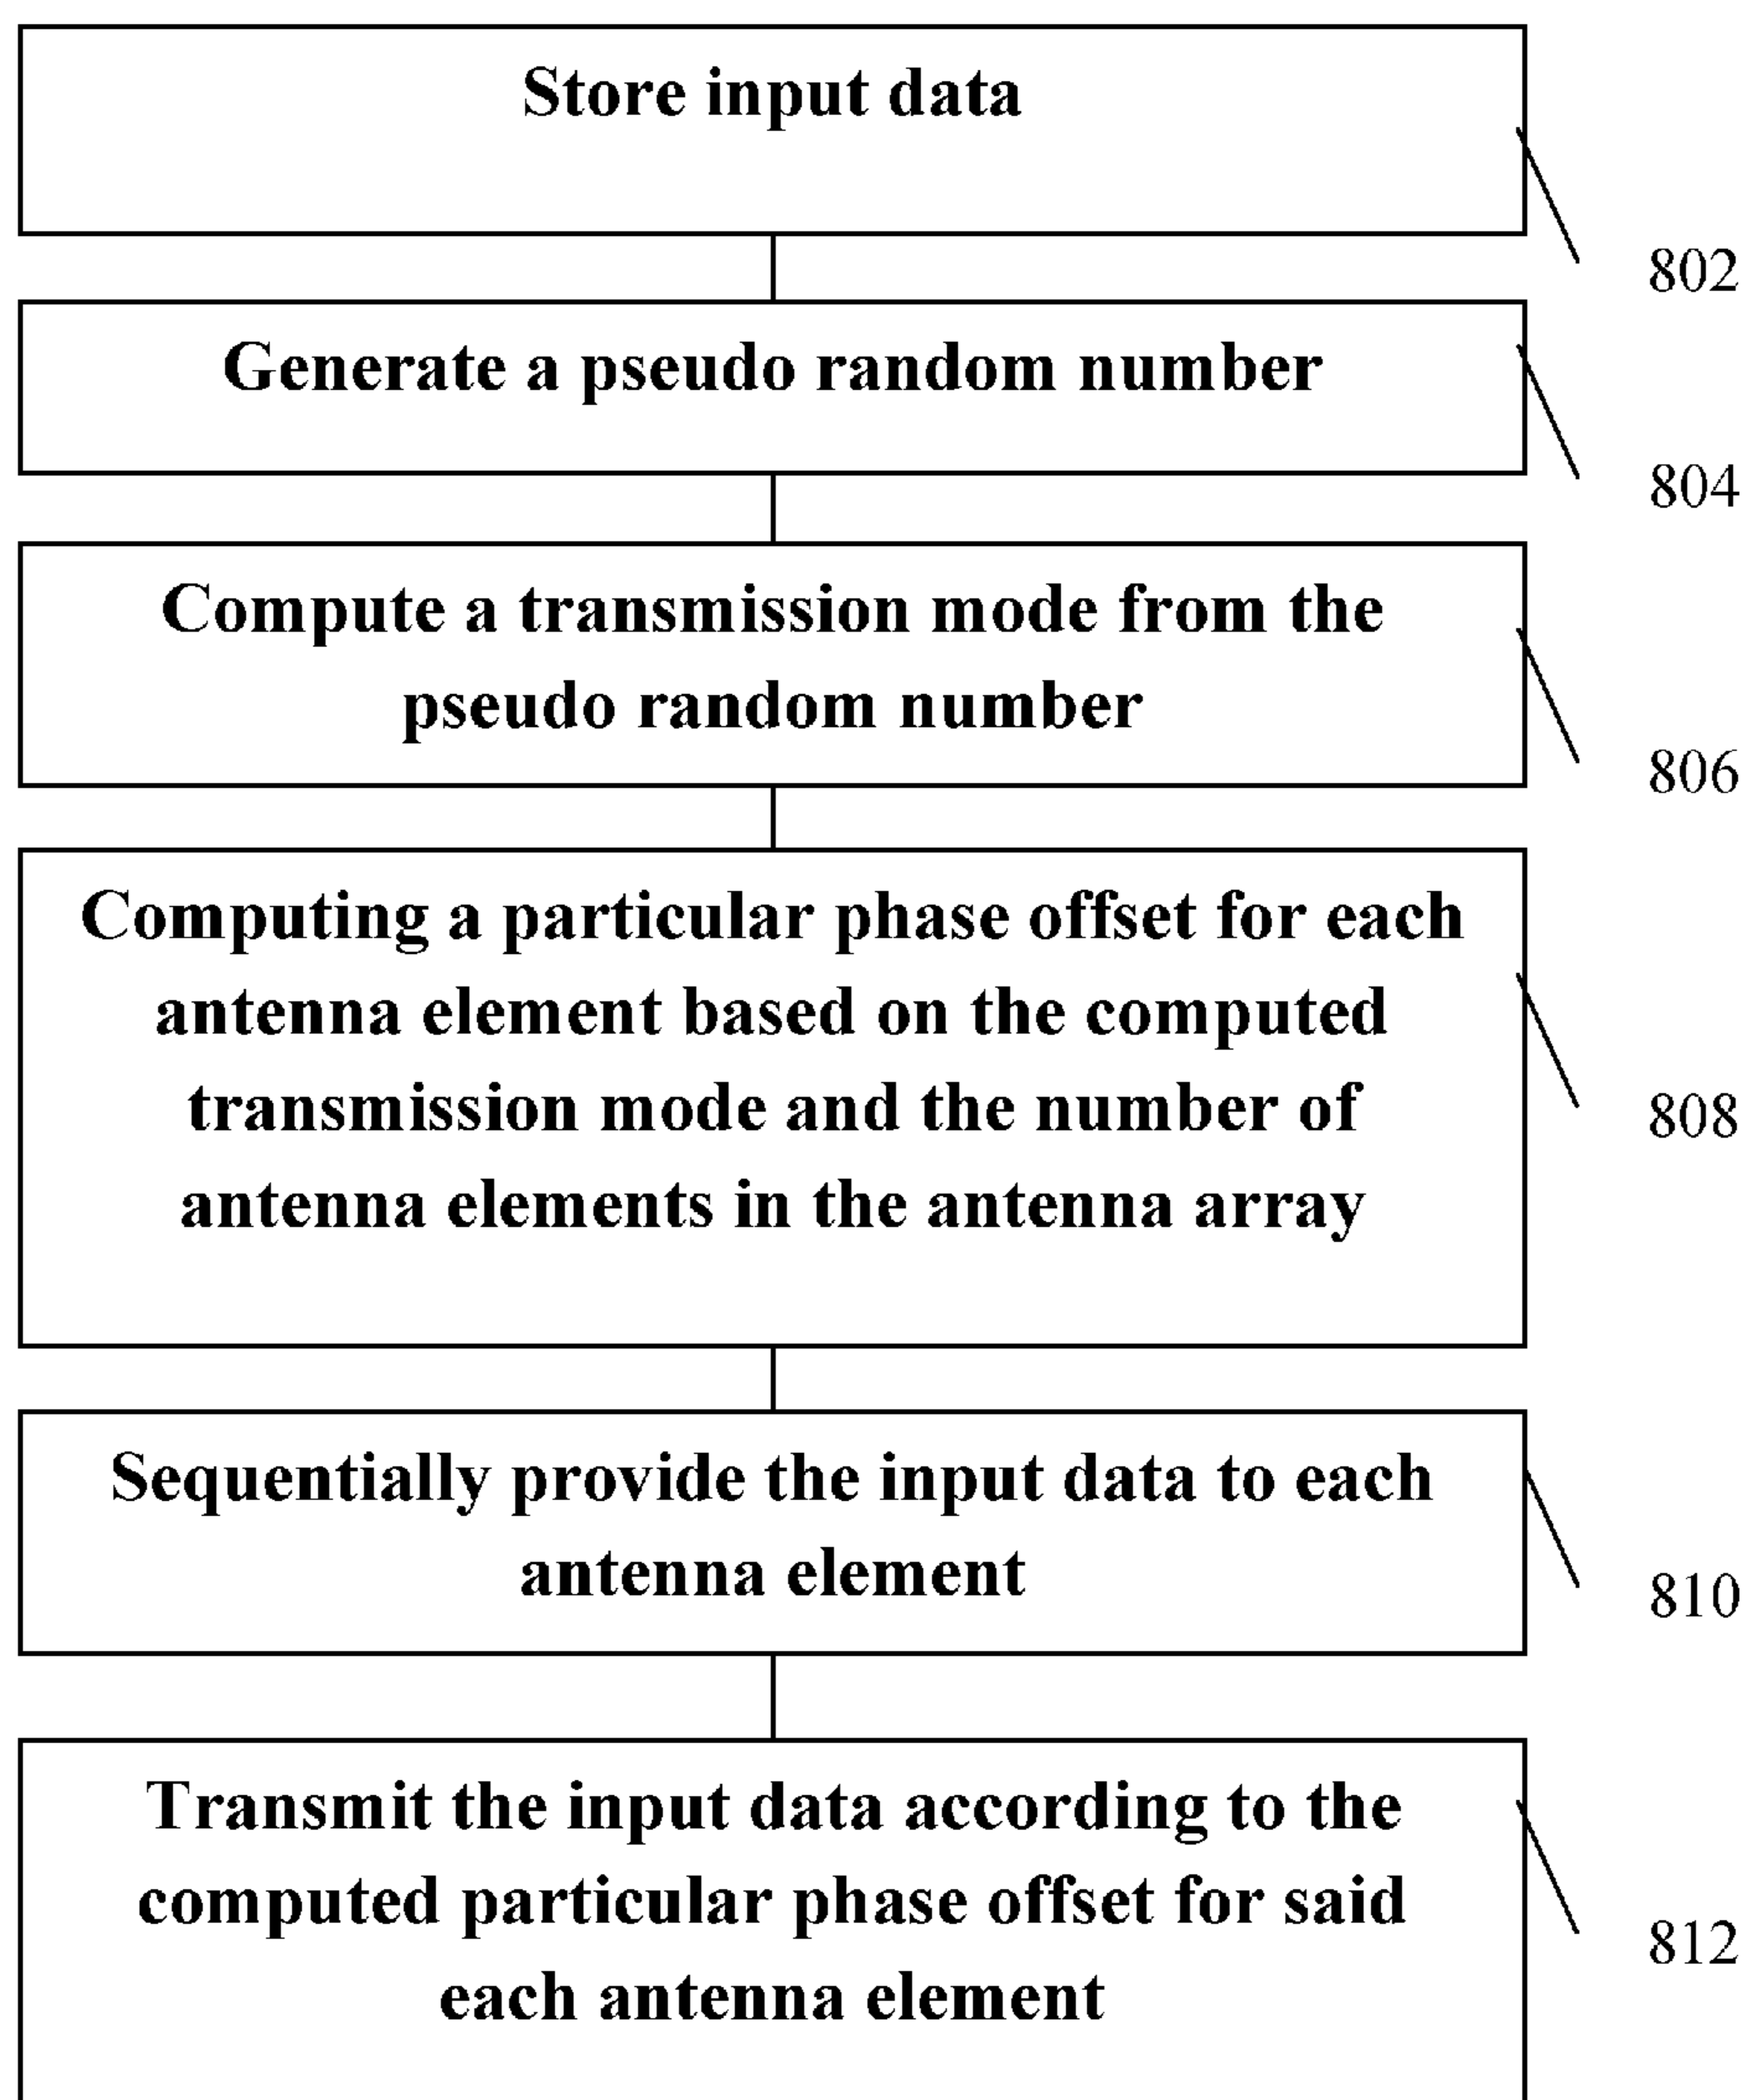 Store input data
802
Generate a pseudo random number
804
Compute a transmission mode from the
pseudo random number
806
Computing a particular phase offset for each
antenna element based on the computed
transmission mode and the number of
antenna elements in the antenna array
808
Sequentially provide the input data to each
antenna element
810
Transmit the input data according to the
computed particular phase offset for said
each antenna element
812